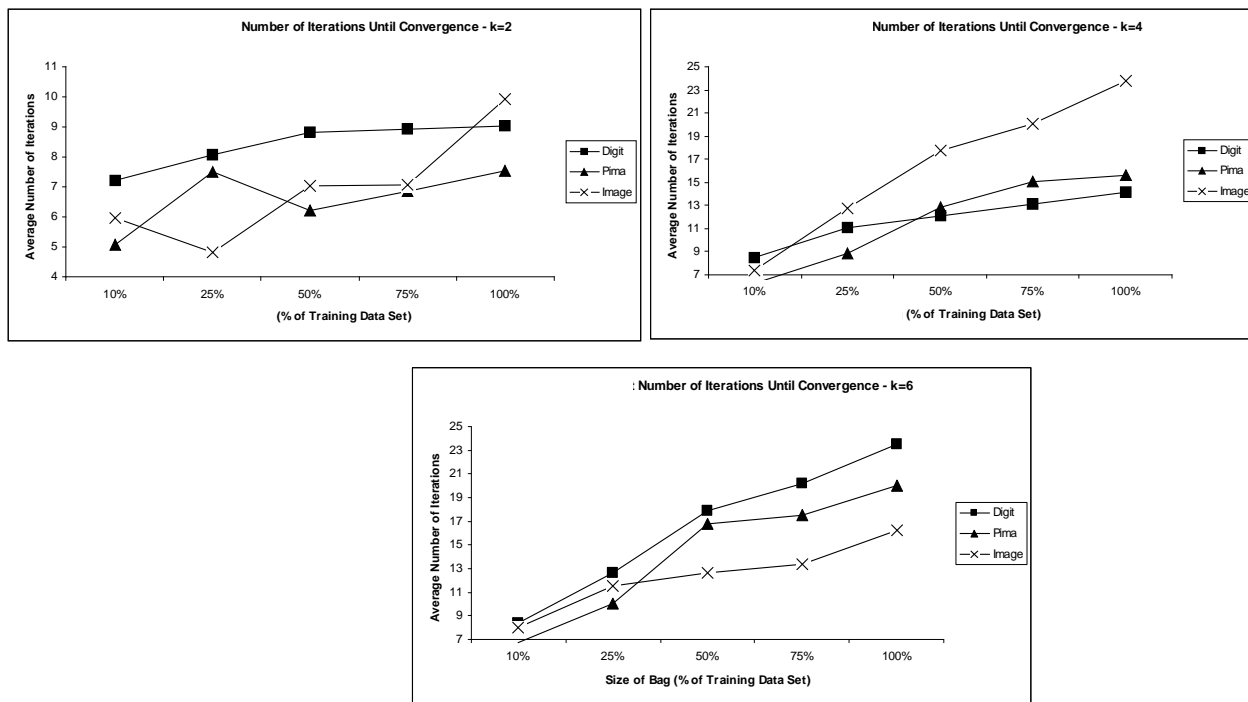 Number of Iterations Until Convergence - k=2
Average Number of Iterations
11
10
9
8
7
6
5
4
10% 25% 50% 75% 100%
(% of Training Data Set)
Digit
Pima
Image
Number of Iterations Until Convergence - k=4
Average Number of Iterations
25
23
21
19
17
15
13
11
9
7
10% 25% 50% 75% 100%
(% of Training Data Set)
Digit
Pima
Image
: Number of Iterations Until Convergence - k=6
Average Number of Iterations
25
23
21
19
17
15
13
11
9
7
10% 25% 50% 75% 100%
Size of Bag (% of Training Data Set)
Digit
Pima
Image